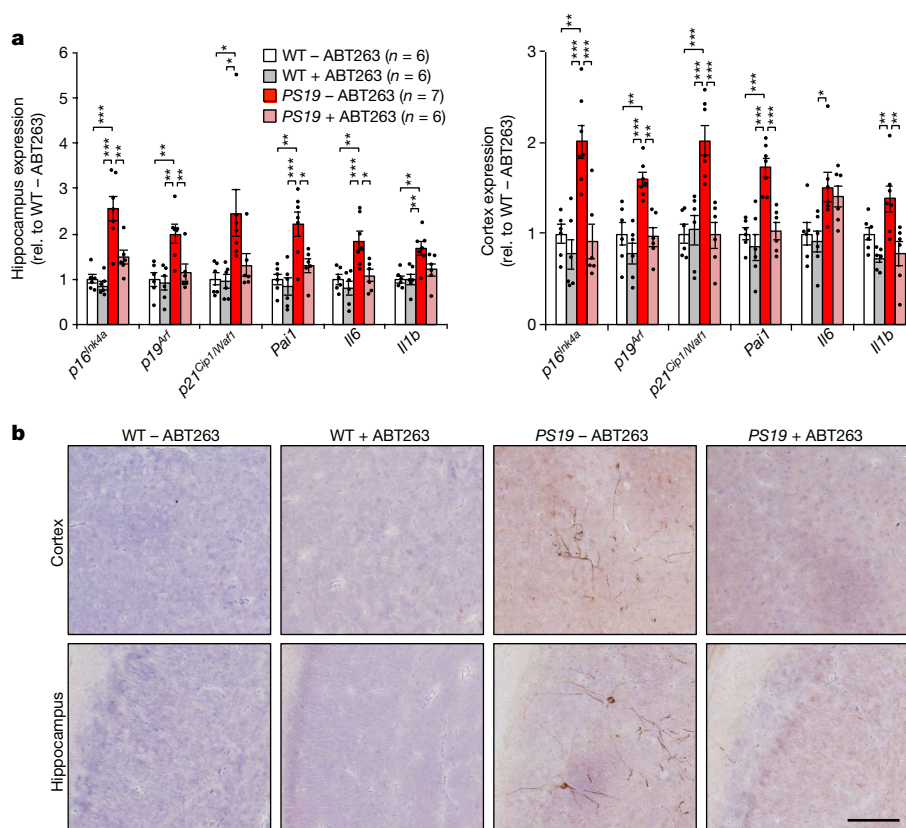 a
Hippocampus expression
(rel. to WT – ABT263)
6
5
4
3
2
1
0
WT – ABT263 (n = 6)
WT + ABT263 (n = 6)
PS19 – ABT263 (n = 7)
PS19 + ABT263 (n = 6)
***
*** **
**
** **
*
*
**
*** *
**
*** *
**
**
p16Ink4a
p19Arf
p21Cip1/Waf1
Pai1
Il6
Il1b
Cortex expression
(rel. to WT – ABT263)
3
2
1
0
**
*** ***
**
*** **
***
*** ***
***
*** ***
*
** **
p16Ink4a
p19Arf
p21Cip1/Waf1
Pai1
Il6
Il1b
b
WT – ABT263
WT + ABT263
PS19 – ABT263
PS19 + ABT263
Cortex
Hippocampus